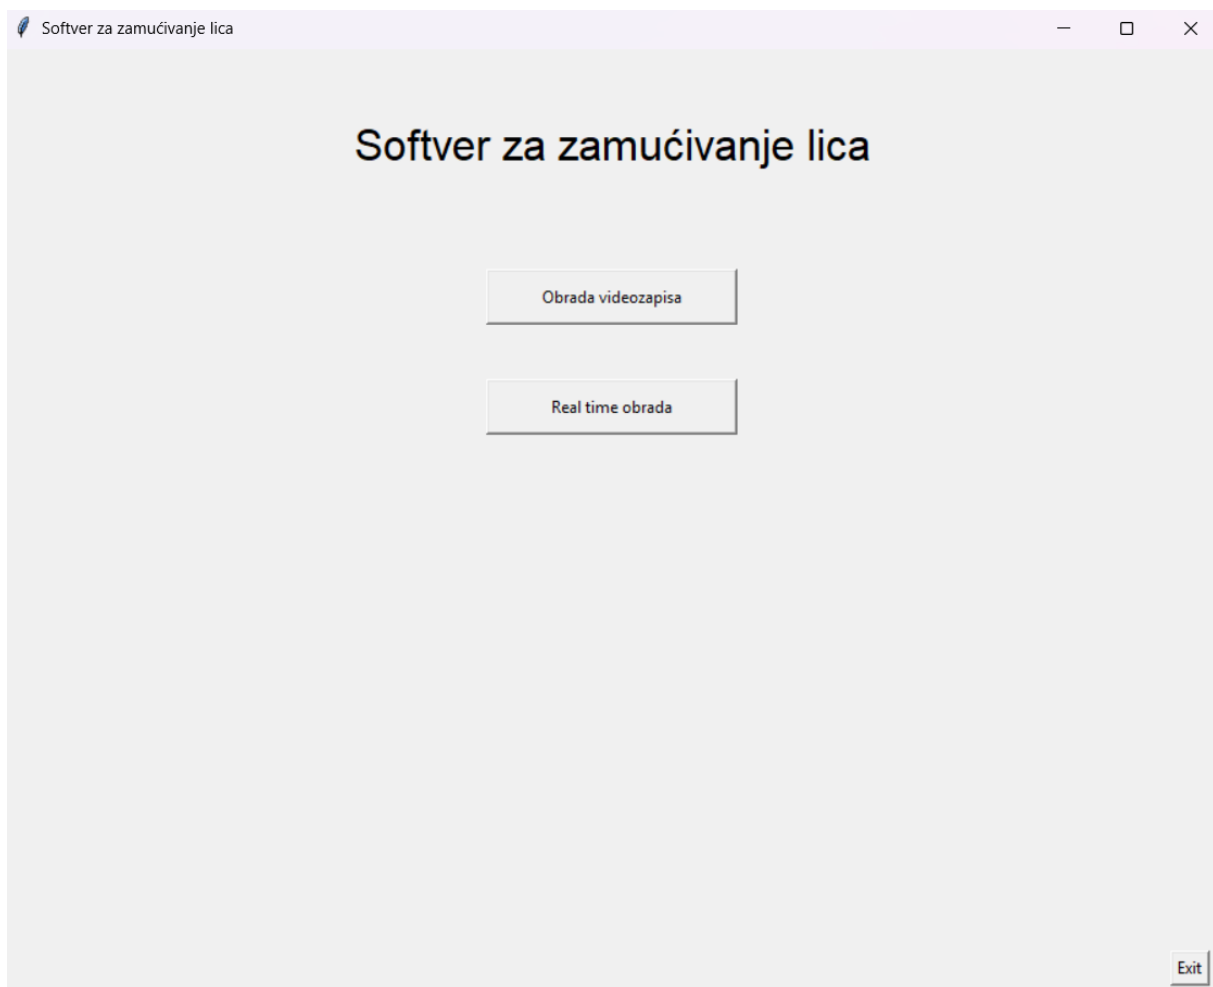 Softver za zamućivanje lica
Softver za zamućivanje lica
Obrada videozapisa
Real time obrada
Exit